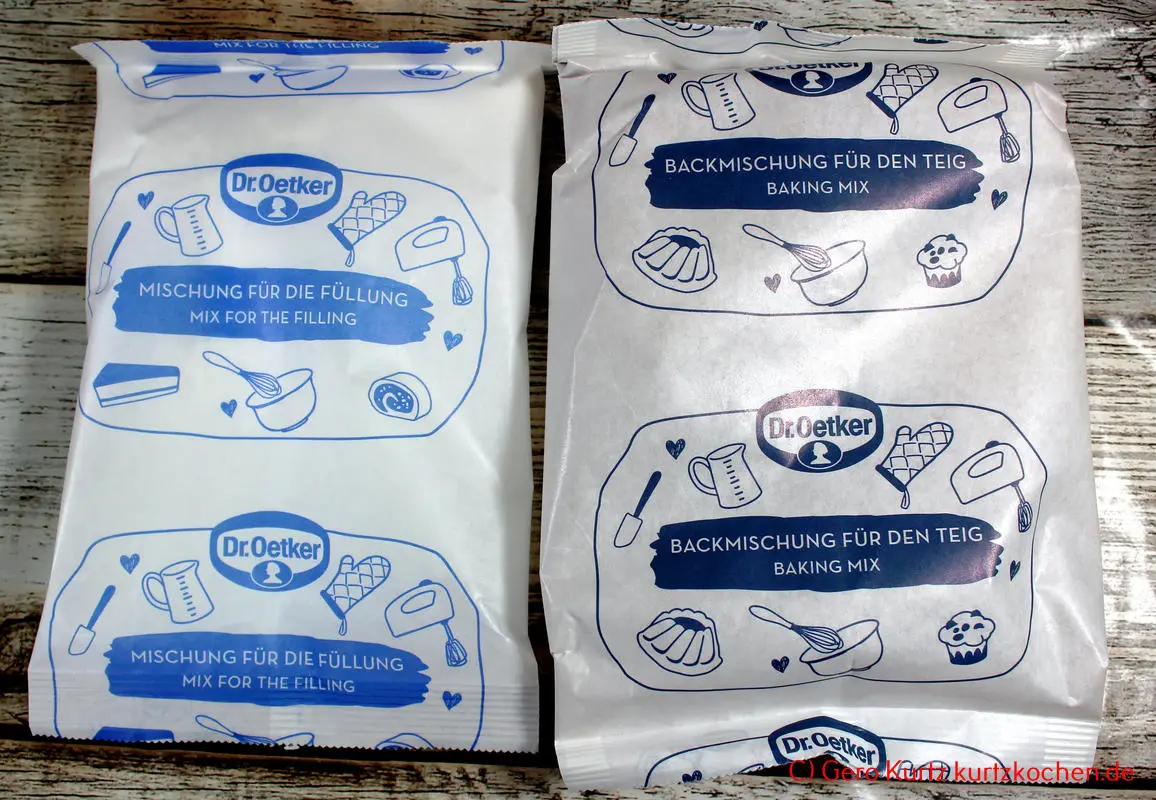 MIX FOR THE FILLING
Dr.Oetker
MISCHUNG FÜR DIE FÜLLUNG
MIX FOR THE FILLING
Dr.Oetker
MISCHUNG FÜR DIE FÜLLUNG
MIX FOR THE FILLING
Dr.Oetker
BACKMISCHUNG FÜR DEN TEIG
BAKING MIX
Dr.Oetker
BACKMISCHUNG FÜR DEN TEIG
BAKING MIX
Dr.Oetker
C) Gero Kurtz kurtzkochen.de